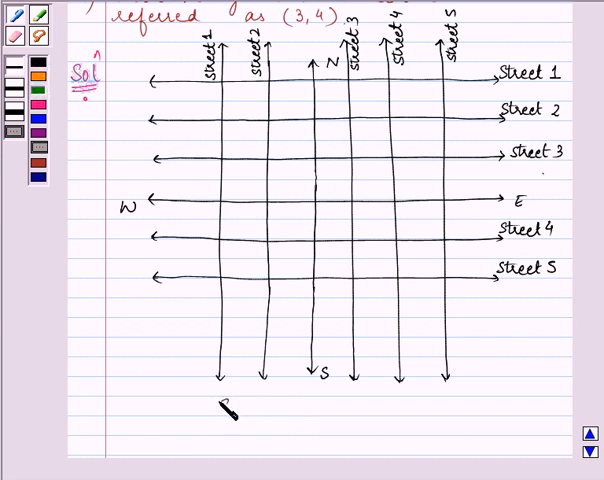 referred as (3,4)
Sol^n
Street 1
Street 2
N
Street 3
Street 4
Street 5
Street 1
Street 2
Street 3
W
E
Street 4
Street 5
S